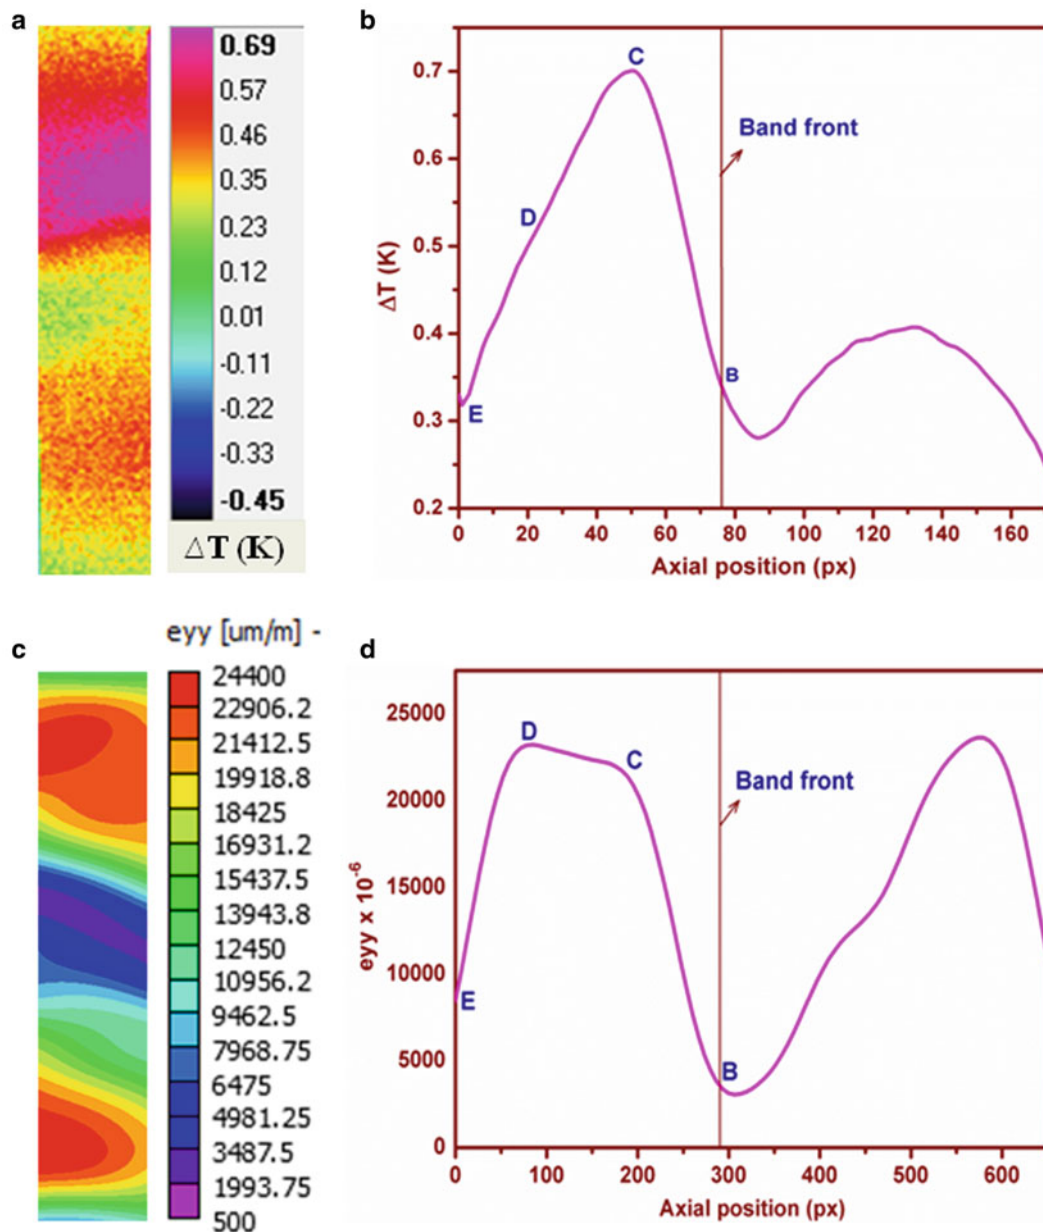 a
0.69
0.57
0.46
0.35
0.23
0.12
0.01
-0.11
-0.22
-0.33
-0.45
ΔT (K)
b
0.7
0.6
0.5
0.4
0.3
0.2
ΔT (K)
C
Band front
D
B
E
0 20 40 60 80 100 120 140 160
Axial position (px)
c
eyy [um/m] -
24400
22906.2
21412.5
19918.8
18425
16931.2
15437.5
13943.8
12450
10956.2
9462.5
7968.75
6475
4981.25
3487.5
1993.75
500
d
25000
20000
15000
10000
5000
0
eyy x 10⁻⁶
D
C
Band front
E
B
0 100 200 300 400 500 600
Axial position (px)